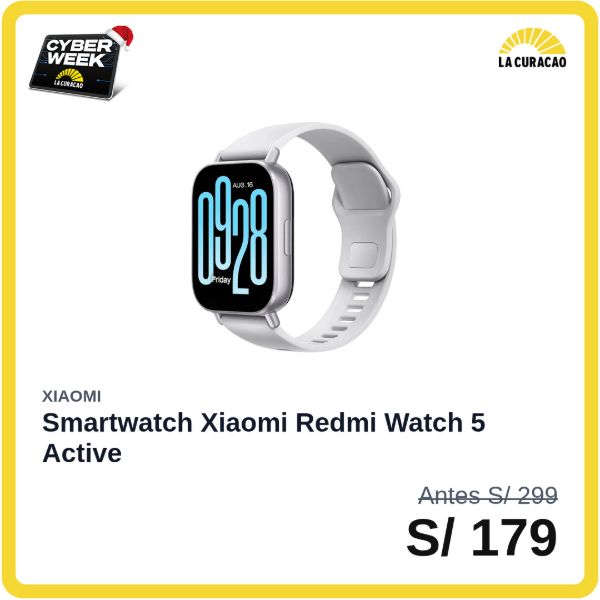 CYBER
WEEK
LA CURACAO
LA CURACAO
AUG.16
0928
Friday
XIAOMI
Smartwatch Xiaomi Redmi Watch 5
Active
Antes S/ 299
S/ 179